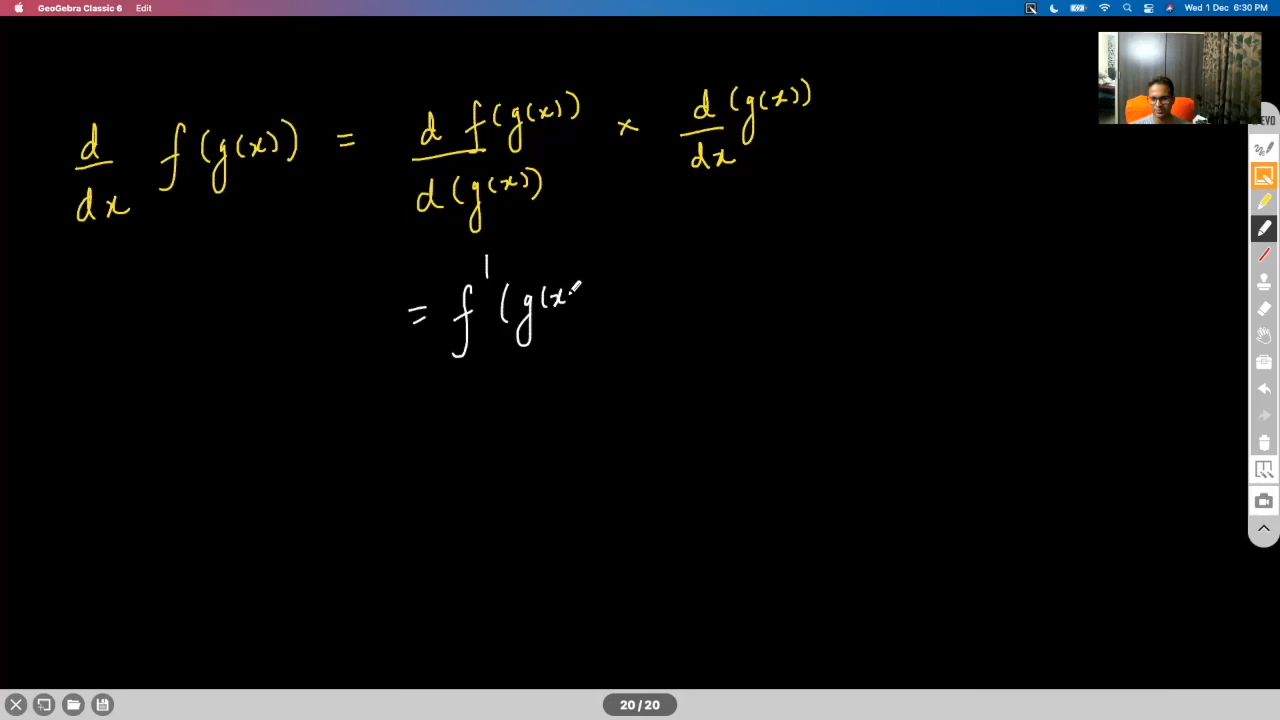 GeoGebra Classic 6 Edit Wed 1 Dec 6:30 PM
d/dx f(g(x)) = d f(g(x))/d(g(x)) × d/dx (g(x))
= f'(g(x
20 / 20